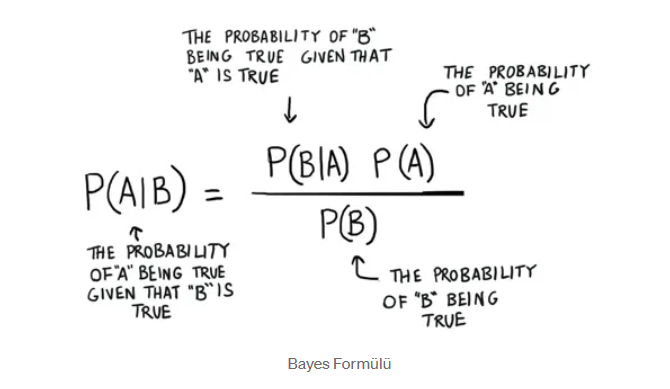 THE PROBABILITY OF "B"
BEING TRUE GIVEN THAT
"A" IS TRUE
THE PROBABILITY
OF "A" BEING
TRUE
P(A|B) = P(B|A) P(A)
P(B)
THE PROBABILITY
OF "A" BEING TRUE
GIVEN THAT "B" IS
TRUE
THE PROBABILITY
OF "B" BEING
TRUE
Bayes Formülü